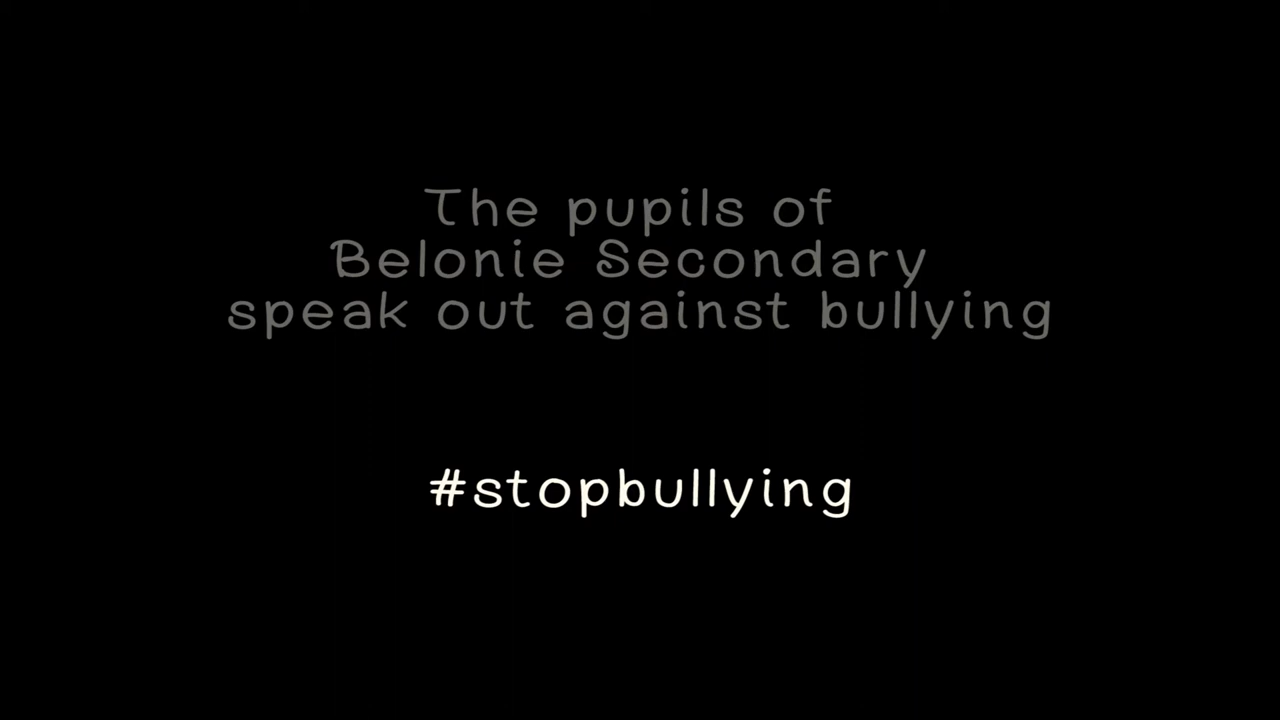 The pupils of
Belonie Secondary
speak out against bullying
#stopbullying